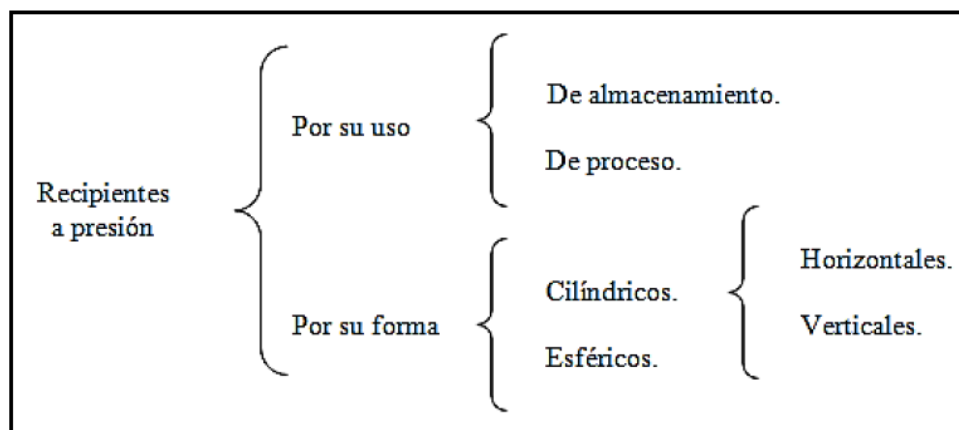 Recipientes
a presión
Por su uso
De almacenamiento.
De proceso.
Por su forma
Cilíndricos.
Esféricos.
Horizontales.
Verticales.